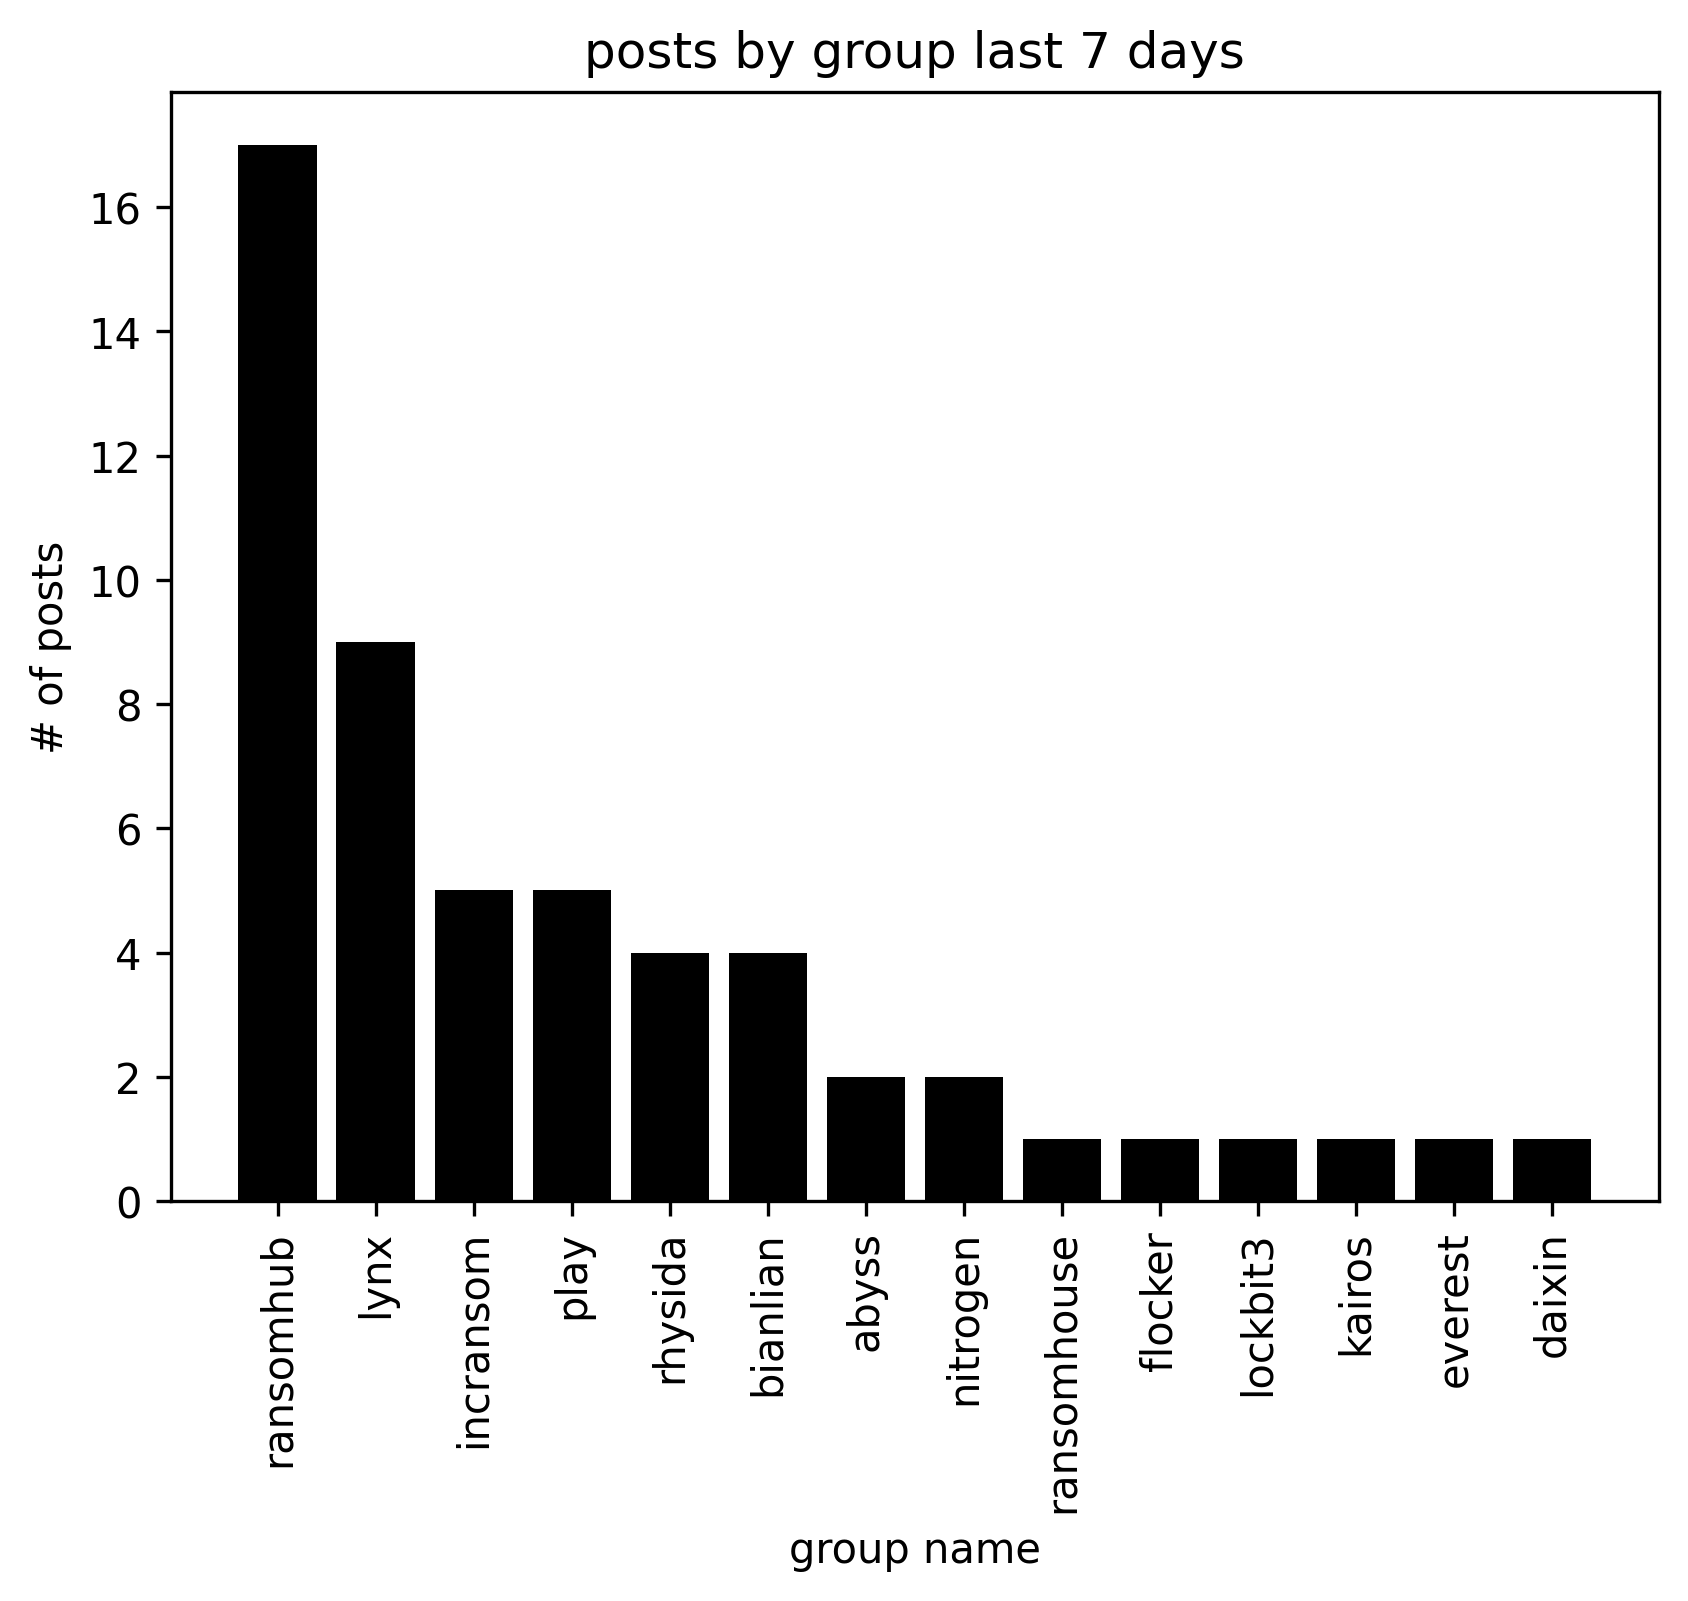 posts by group last 7 days
# of posts
16
14
12
10
8
6
4
2
0
ransomhub
lynx
incransom
play
rhysida
bianlian
abyss
nitrogen
ransomhouse
flocker
lockbit3
kairos
everest
daixin
group name